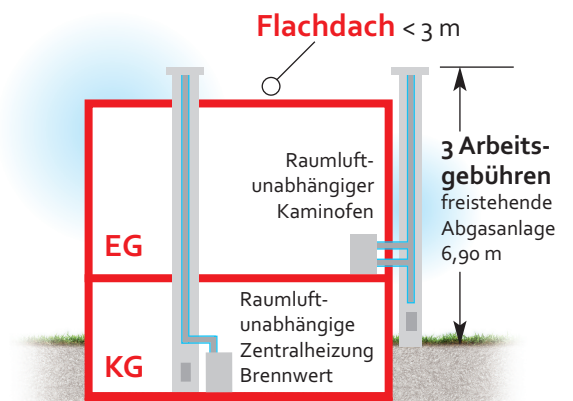 Flachdach < 3 m
3 Arbeits-
gebühren
freistehende
Abgasanlage
6,90 m
Raumluft-
unabhängiger
Kaminofen
EG
Raumluft-
unabhängige
Zentralheizung
Brennwert
KG